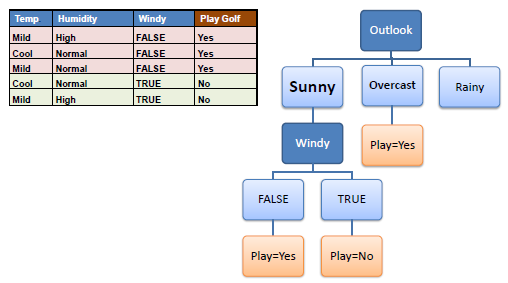 Temp Humidity Windy Play Golf
Mild High FALSE Yes
Cool Normal FALSE Yes
Mild Normal FALSE Yes
Cool Normal TRUE No
Mild High TRUE No
Outlook
Sunny Overcast Rainy
Windy Play=Yes
FALSE TRUE
Play=Yes Play=No